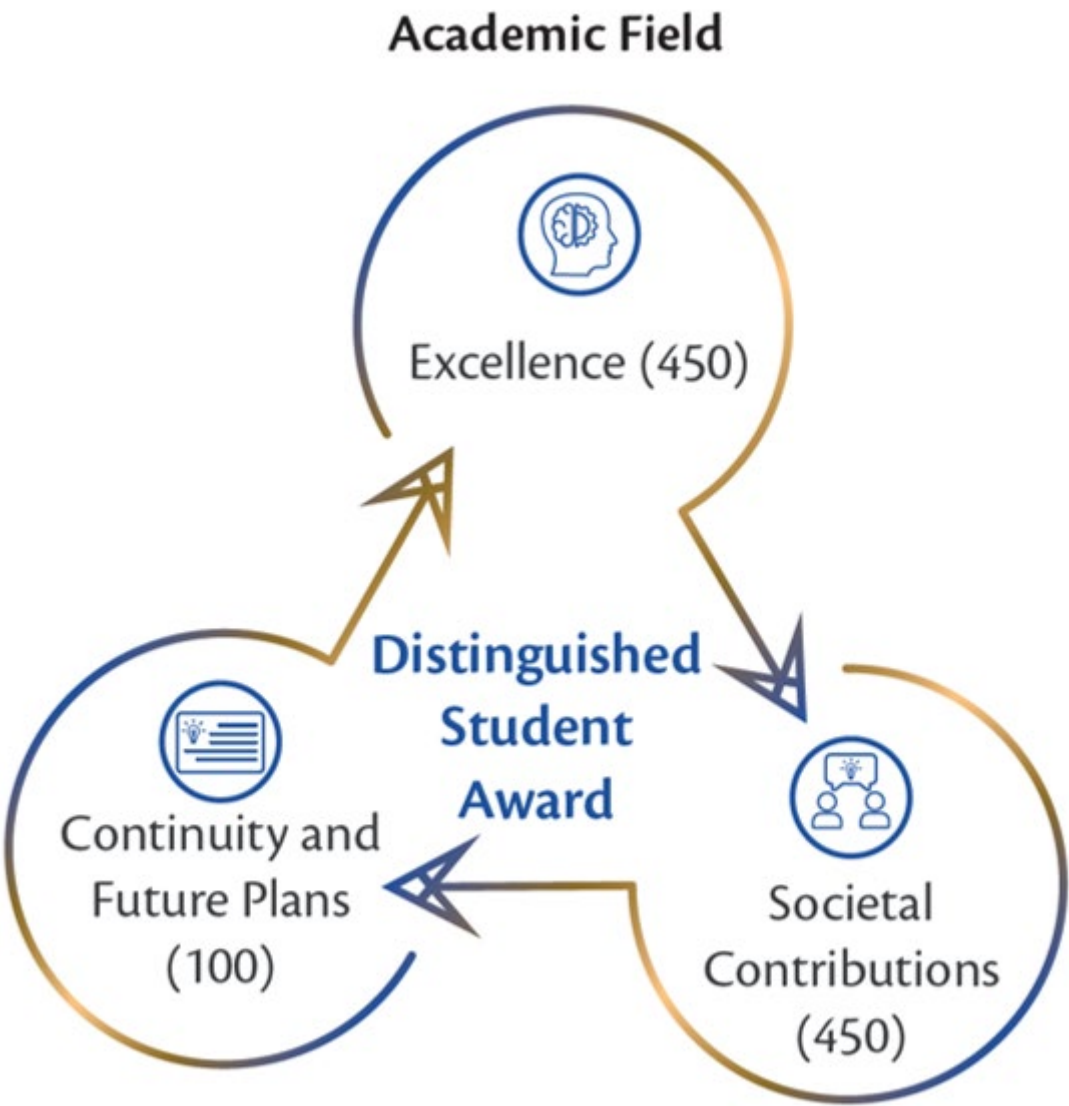 Academic Field
Excellence (450)
Distinguished
Student
Award
Continuity and
Future Plans
(100)
Societal
Contributions
(450)